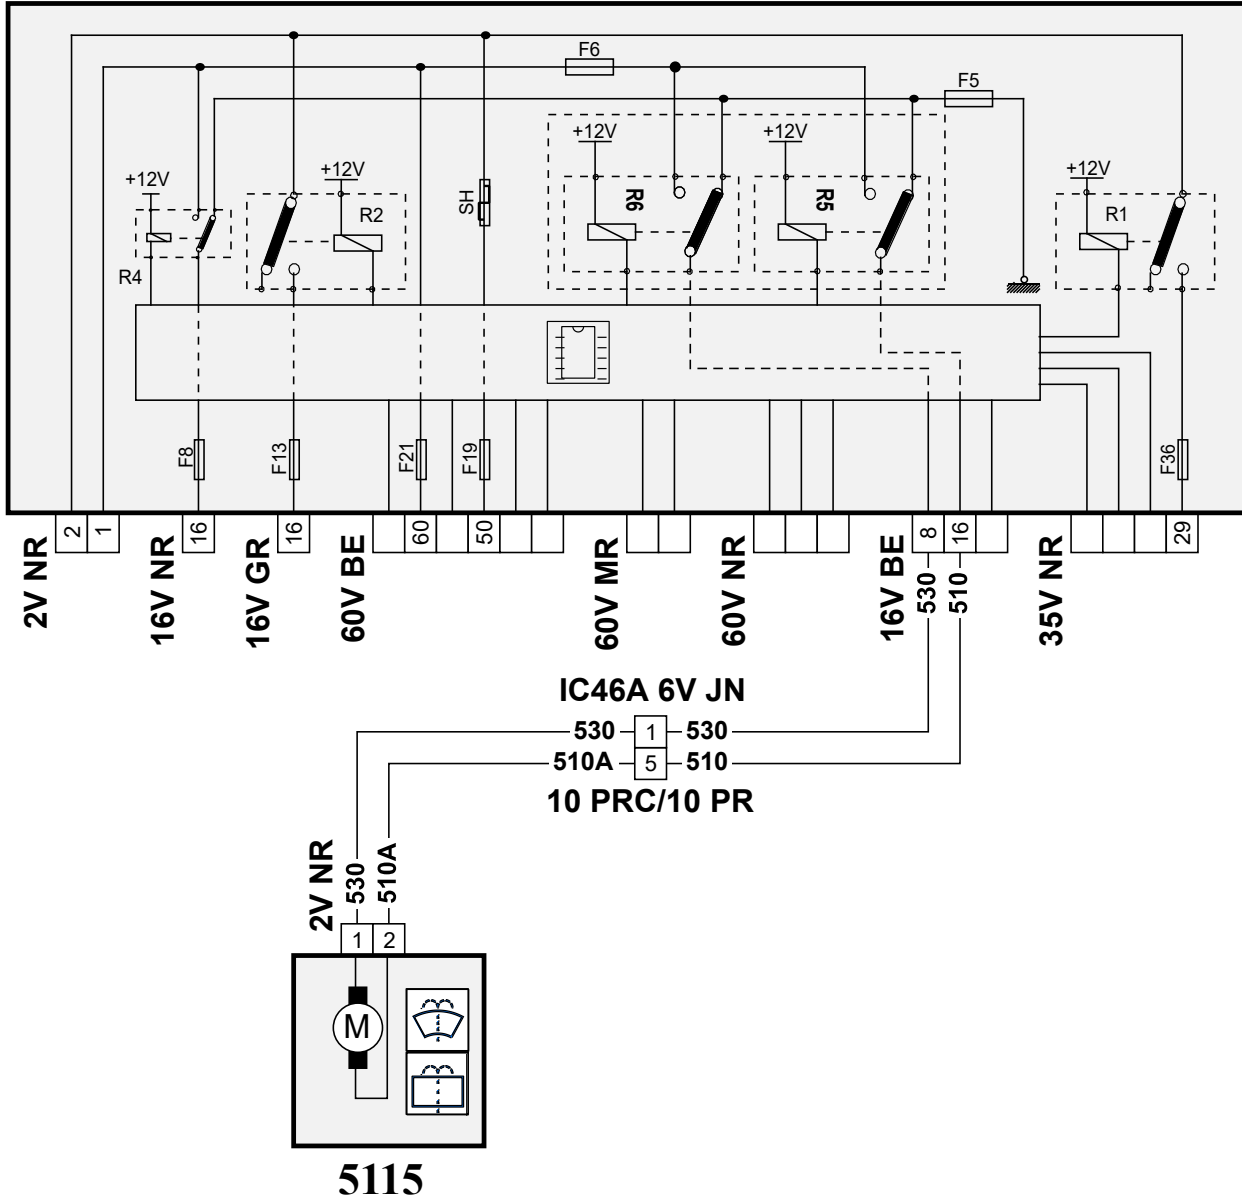 F6
F5
+12V
+12V
+12V
+12V
+12V
SH
R6
R5
R2
R1
R4
F8
F13
F21
F19
F36
2V NR
2
1
16V NR
16
16V GR
16
60V BE
60
50
60V MR
60V NR
16V BE
8
16
530
510
35V NR
29
IC46A 6V JN
530
1
530
510A
5
510
10 PRC/10 PR
2V NR
530
510A
1
2
M
5115